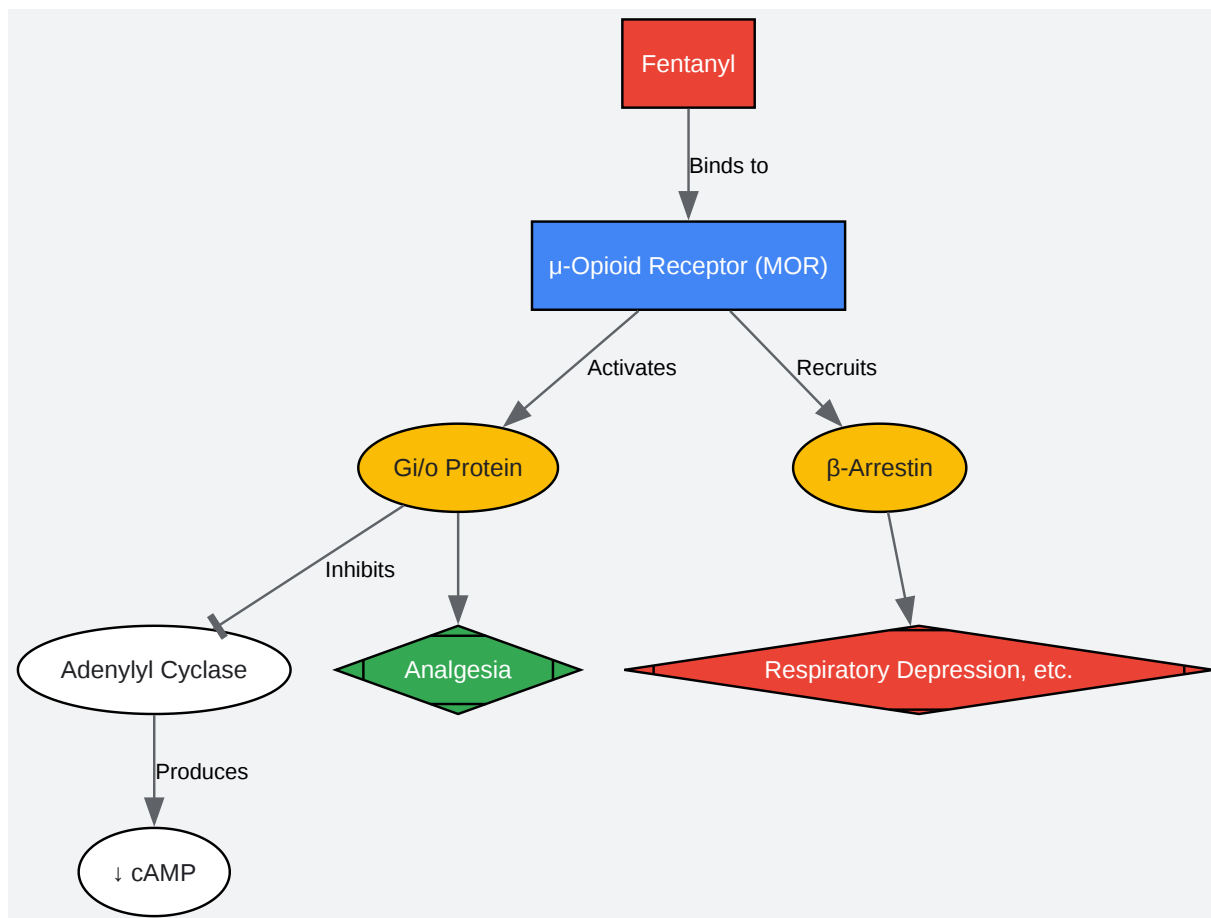 Fentanyl
Binds to
μ-Opioid Receptor (MOR)
Activates
Recruits
Gi/o Protein
β-Arrestin
Inhibits
Adenylyl Cyclase
Analgesia
Respiratory Depression, etc.
Produces
↓ cAMP